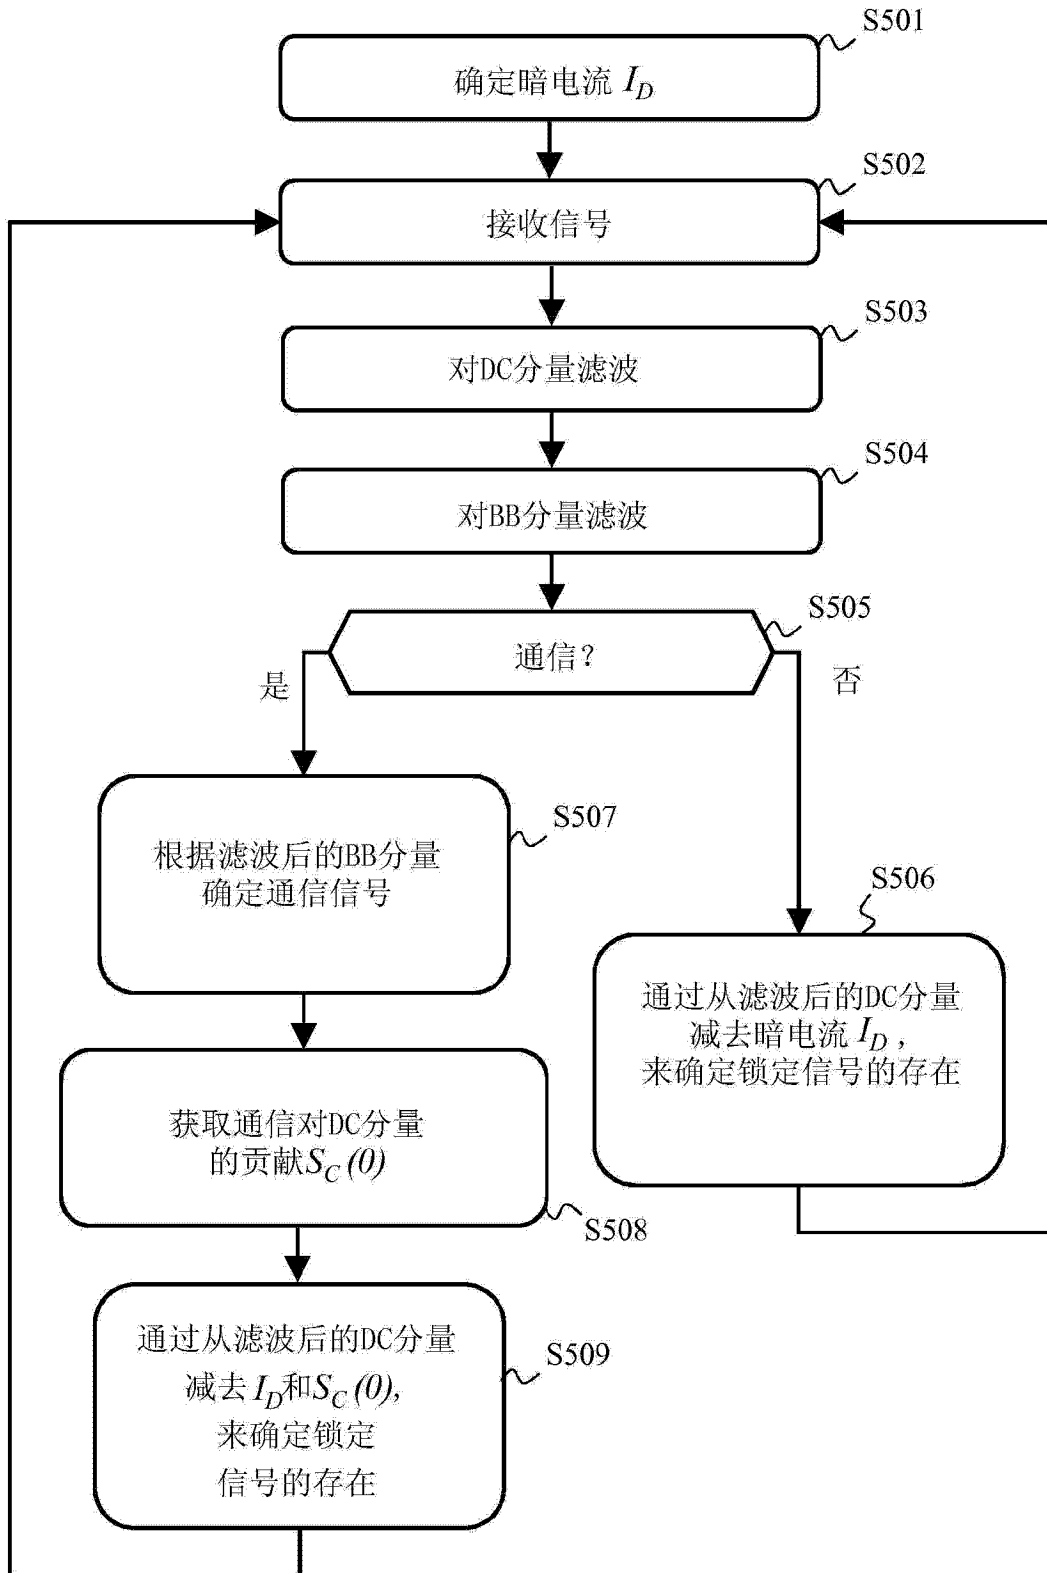 S501
确定暗电流 I_D
S502
接收信号
S503
对DC分量滤波
S504
对BB分量滤波
S505
通信？
是
否
S507
根据滤波后的BB分量
确定通信信号
S506
通过从滤波后的DC分量
减去暗电流 I_D，
来确定锁定信号的存在
获取通信对DC分量
的贡献S_C(0)
S508
通过从滤波后的DC分量
减去I_D和S_C(0),
来确定锁定
信号的存在
S509